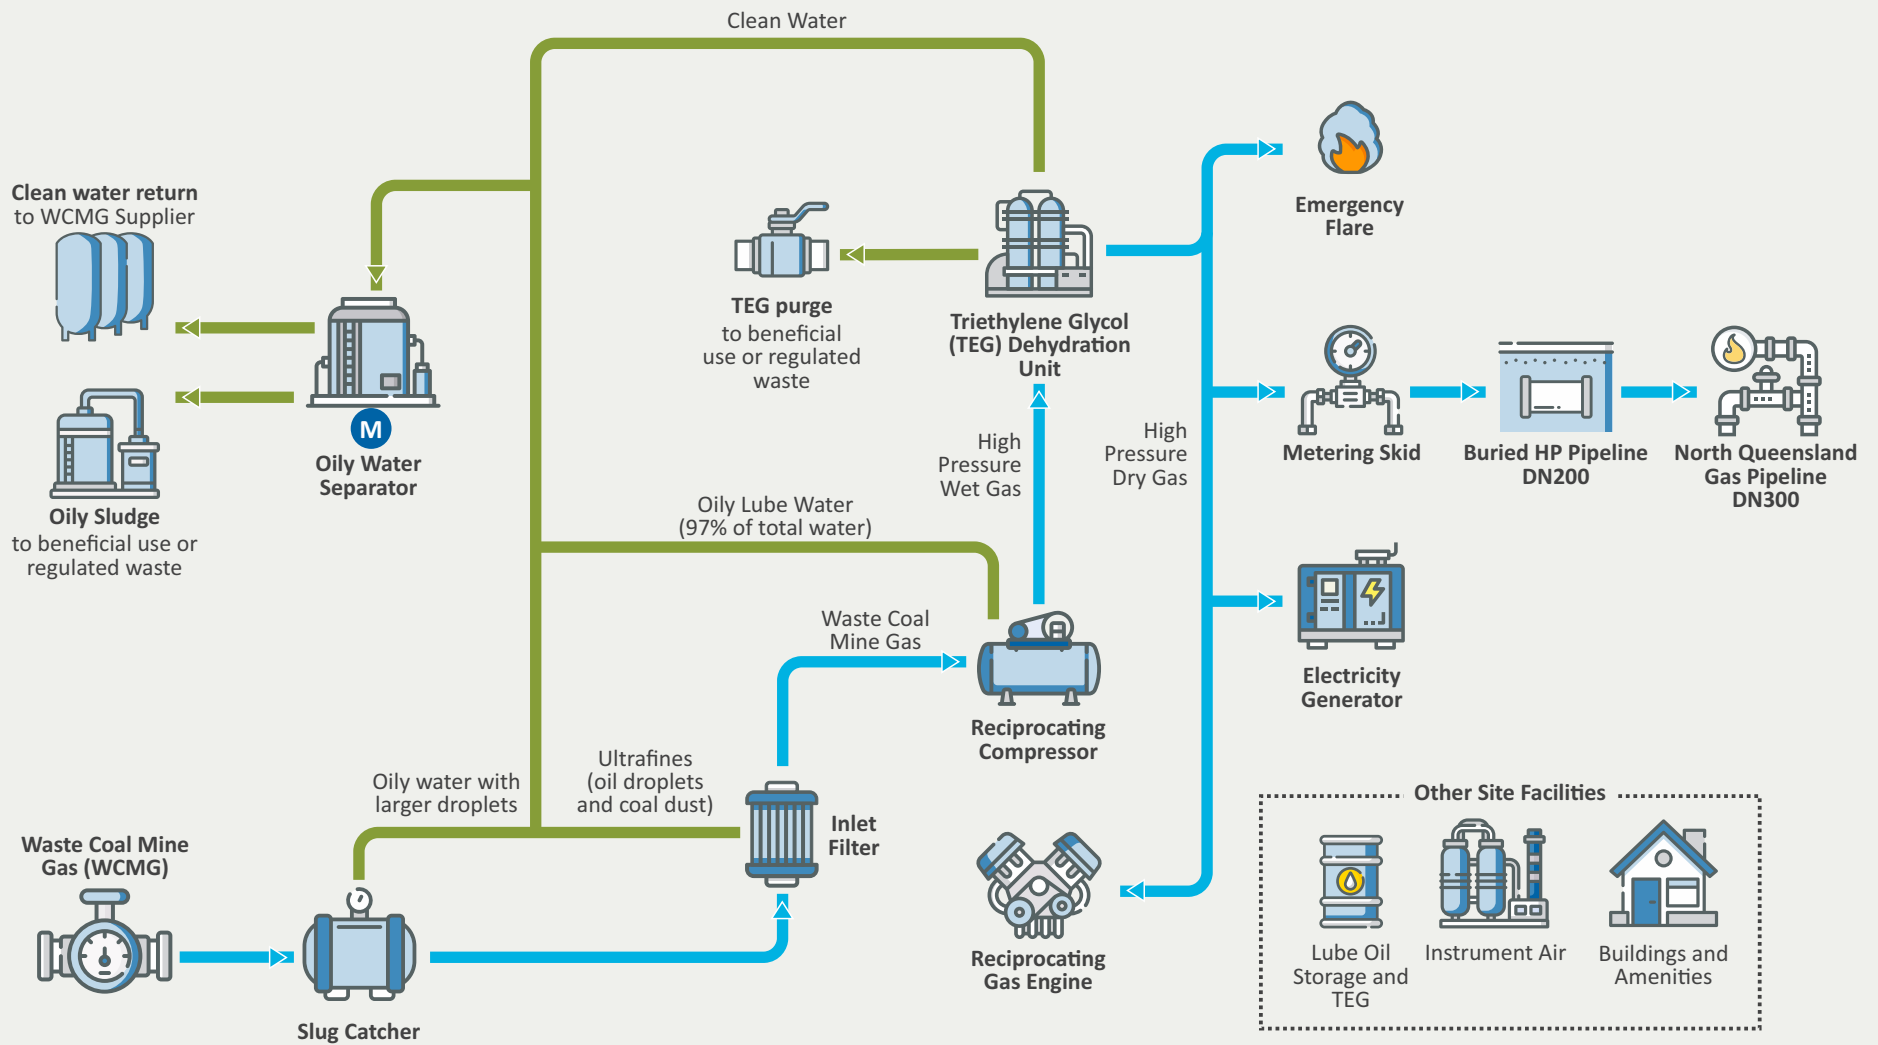 Clean Water
Clean water return
to WCMG Supplier
Emergency
Flare
TEG purge
to beneficial
use or regulated
waste
Triethylene Glycol
(TEG) Dehydration
Unit
M
Oily Water
Separator
Oily Sludge
to beneficial use or
regulated waste
High
Pressure
Wet Gas
High
Pressure
Dry Gas
Metering Skid
Buried HP Pipeline
DN200
North Queensland
Gas Pipeline
DN300
Oily Lube Water
(97% of total water)
Waste Coal
Mine Gas
Electricity
Generator
Reciprocating
Compressor
Oily water with
larger droplets
Ultrafines
(oil droplets
and coal dust)
Inlet
Filter
Waste Coal Mine
Gas (WCMG)
Slug Catcher
Reciprocating
Gas Engine
Other Site Facilities
Lube Oil
Storage and
TEG
Instrument Air
Buildings and
Amenities